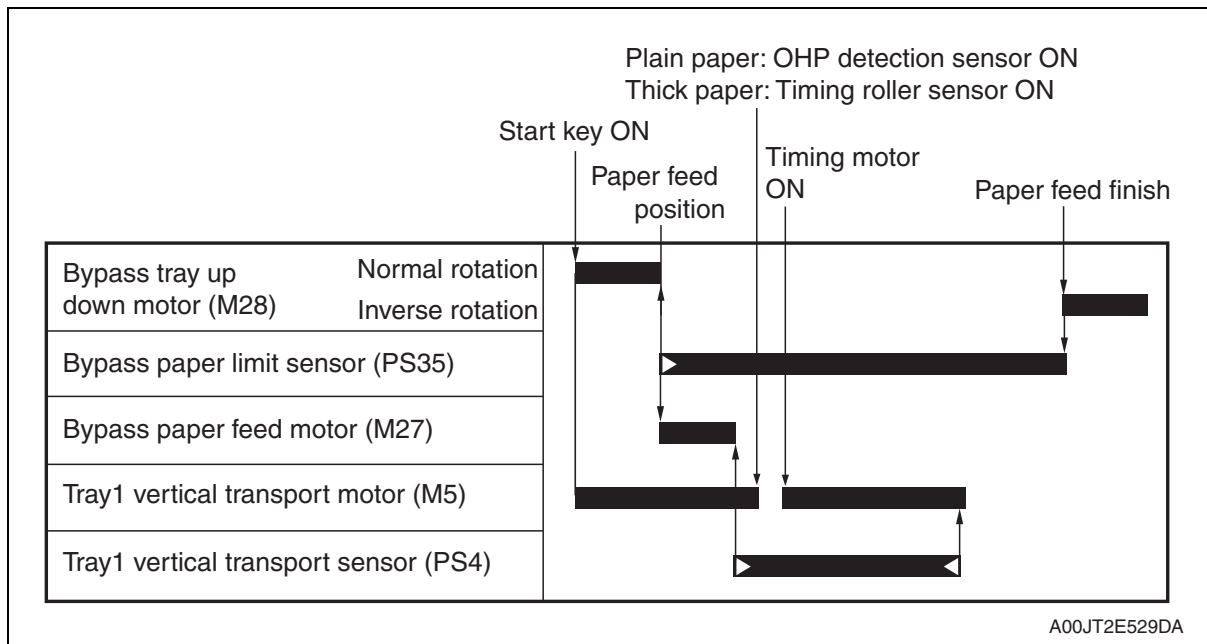 Plain paper: OHP detection sensor ON
Thick paper: Timing roller sensor ON
Start key ON
Paper feed
position
Timing motor
ON
Paper feed finish
Bypass tray up
down motor (M28)
Normal rotation
Inverse rotation
Bypass paper limit sensor (PS35)
Bypass paper feed motor (M27)
Tray1 vertical transport motor (M5)
Tray1 vertical transport sensor (PS4)
A00JT2E529DA